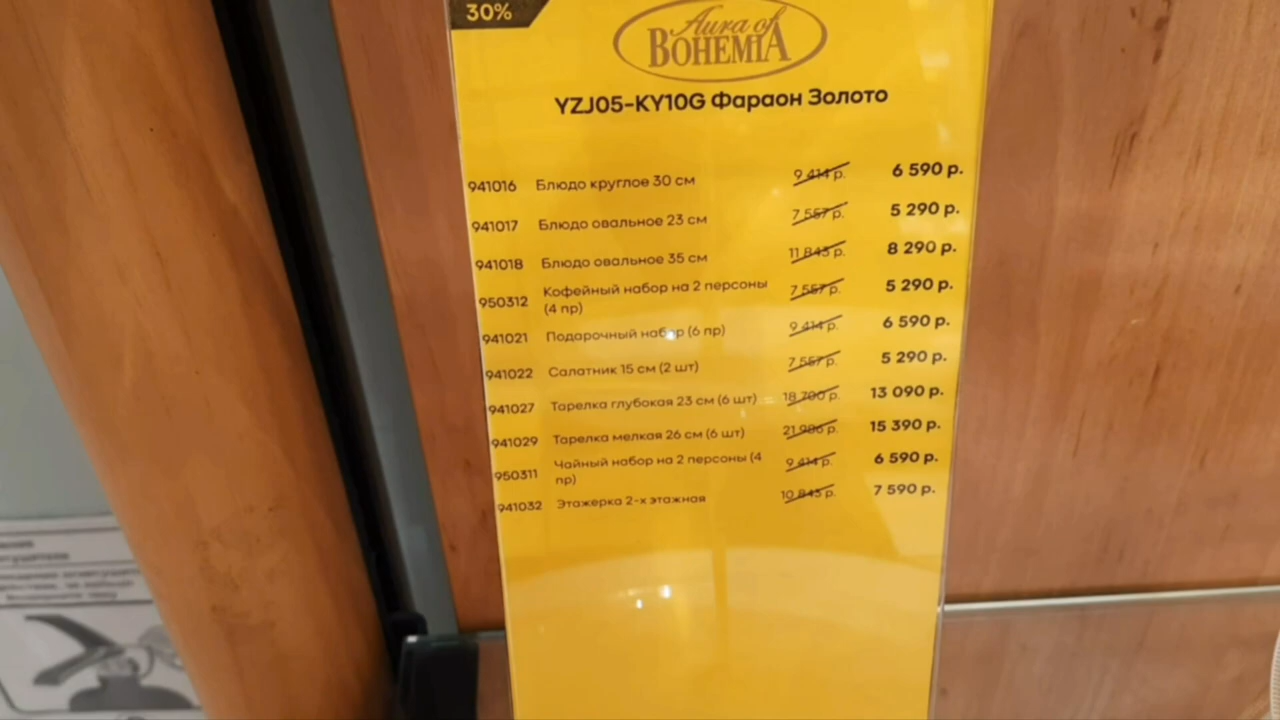 30%
Aura of
BOHEMIA
YZJ05-KY10G Фараон Золото
941016 Блюдо круглое 30 см 9 414 р. 6 590 р.
941017 Блюдо овальное 23 см 7 557 р. 5 290 р.
941018 Блюдо овальное 35 см 11 843 р. 8 290 р.
950312 Кофейный набор на 2 персоны (4 пр) 7 557 р. 5 290 р.
941021 Подарочный набор (6 пр) 9 414 р. 6 590 р.
941022 Салатник 15 см (2 шт) 7 557 р. 5 290 р.
941027 Тарелка глубокая 23 см (6 шт) 18 700 р. 13 090 р.
941029 Тарелка мелкая 26 см (6 шт) 21 986 р. 15 390 р.
950311 Чайный набор на 2 персоны (4 пр) 9 414 р. 6 590 р.
941032 Этажерка 2-х этажная 10 843 р. 7 590 р.